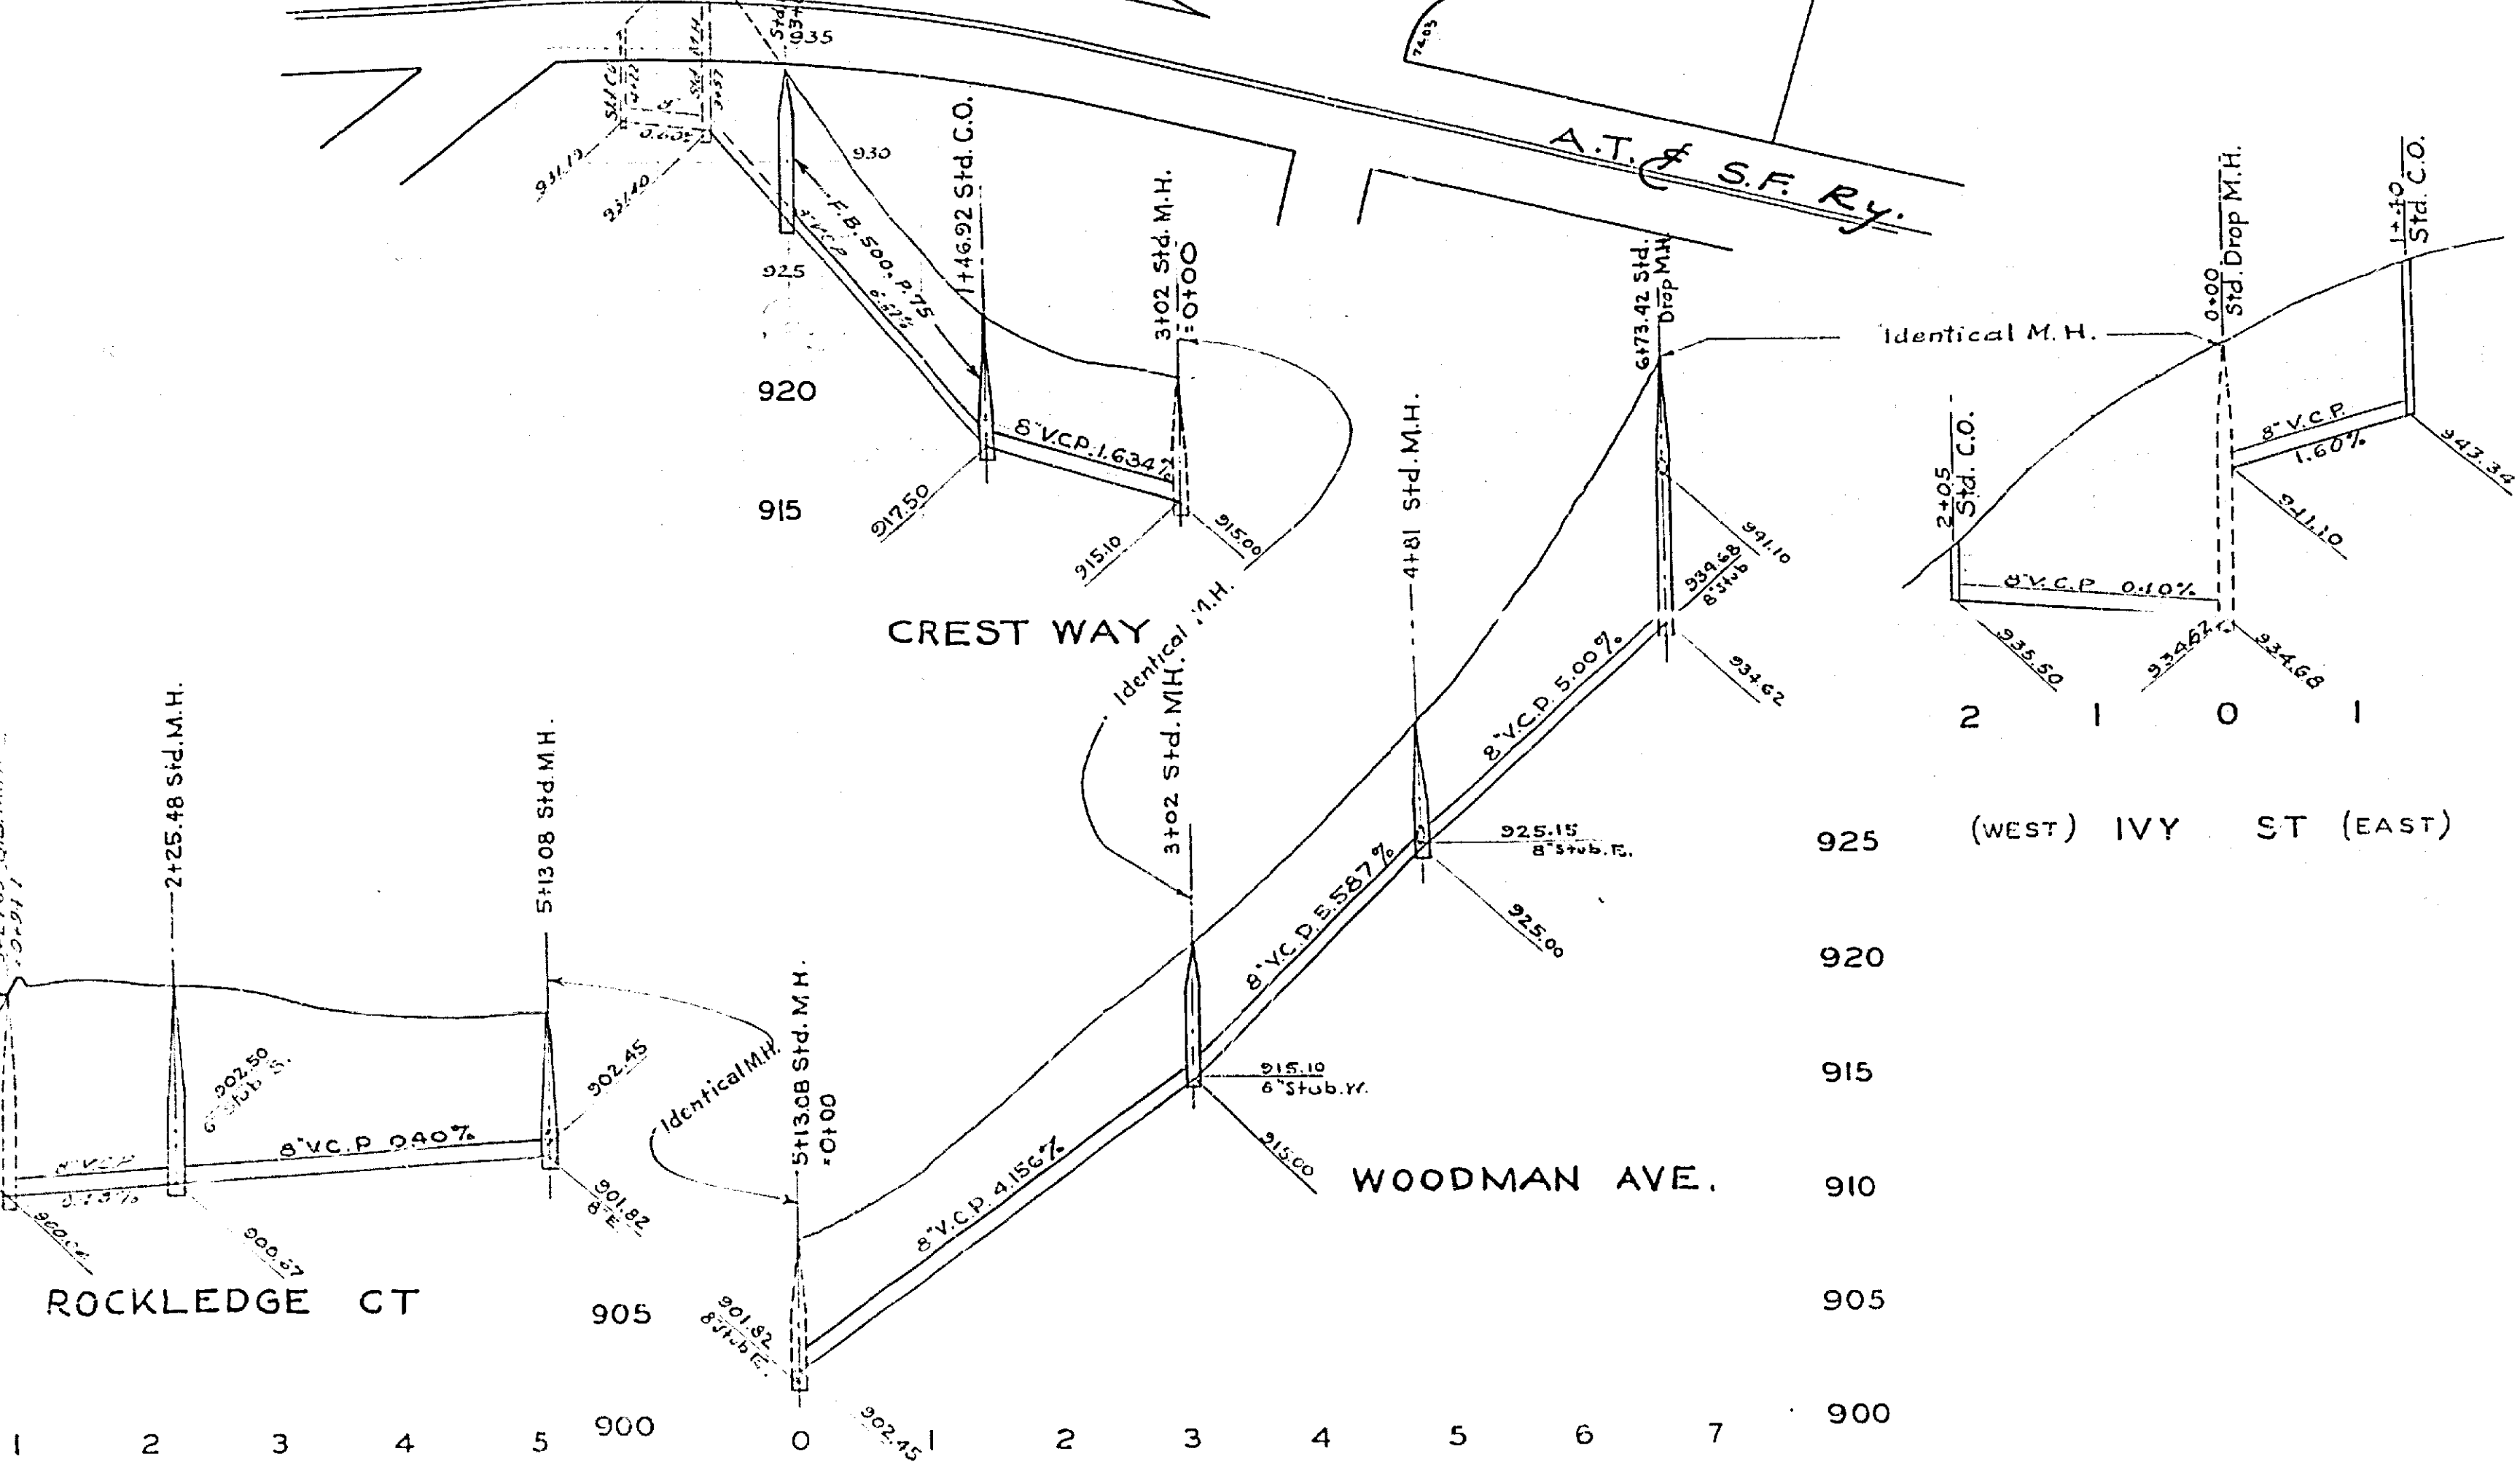 7403
A.T. & S.F. Ry.
935
Std C.O.
Std M.H.
931.19
931.40
930
925
F.B. 500-P.75
1+46.92 Std. C.O.
3+02 Std. M.H.
=0+00
920
915
8"V.C.P. 1.634%
917.50
915.10
915.00
CREST WAY
Identical M.H.
6+73.42 Std.
Drop M.H.
Identical M.H.
0+00
Std. Drop M.H.
1+40
Std. C.O.
2+05
Std. C.O.
8"V.C.P.
1.60%
943.34
941.10
8"V.C.P. 0.40%
935.50
934.62
934.68
2 1 0 1
(WEST) IVY ST (EAST)
4+81 Std. M.H.
941.10
934.68
8"Stub
934.62
8"V.C.P. 5.00%
925.15
8"Stub. E.
925.00
3+02 Std. M.H.
8"V.C.P. 5.587%
915.10
6"Stub. W.
915.00
8"V.C.P. 4.156%
WOODMAN AVE.
925
920
915
910
905
900
2+25.48 Std. M.H.
5+13.08 Std. M.H.
902.50
6"Stub S.
902.45
8"V.C.P. 0.40%
8"V.C.P.
901.82
8"E
ROCKLEDGE CT
Identical M.H.
5+13.08 Std. M.H.
=0+00
901.82
8"Stub E.
902.45
905
900
1 2 3 4 5
0 1 2 3 4 5 6 7